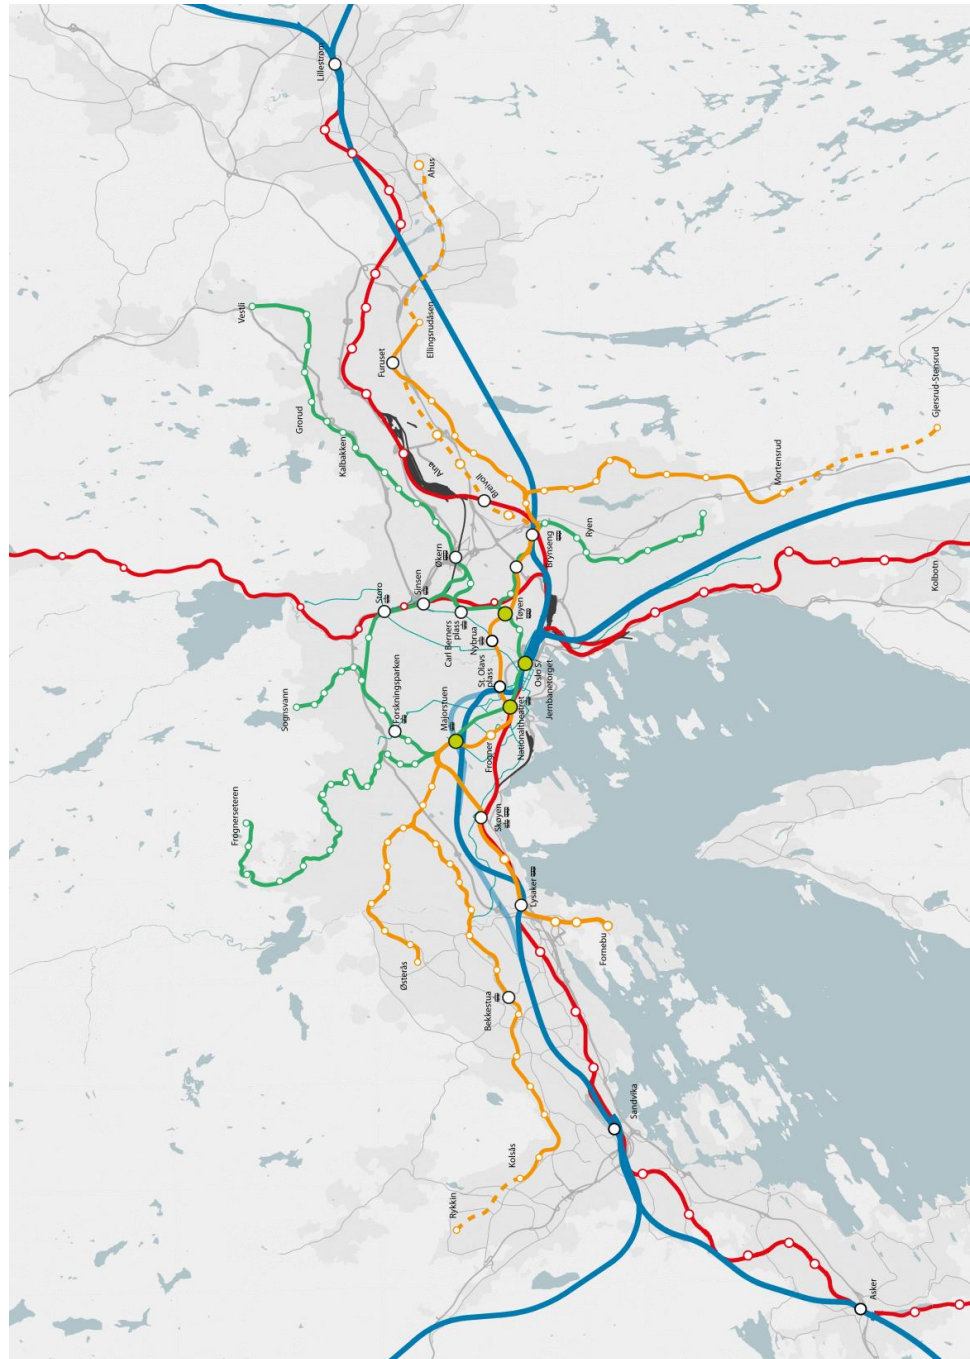 Lillestrøm
Ahus
Vestli
Ellingsrudåsen
Furuset
Gjersrud-Stensrud
Grorud
Kalbakken
Alna
Mortensrud
Breivoll
Ryen
Brynseng
Økern
Sinsen
Storo
Kolbotn
Tøyen
Carl Berners
plass
Nybrua
St. Olavs
plass
Oslo S/
Jernbanetorget
Sognsvann
Forskningsparken
Majorstuen
Nationaltheatret
Frogner
Skøyen
Frognerseteren
Lysaker
Fornebu
Østerås
Bekkestua
Sandvika
Kolsås
Rykkin
Asker